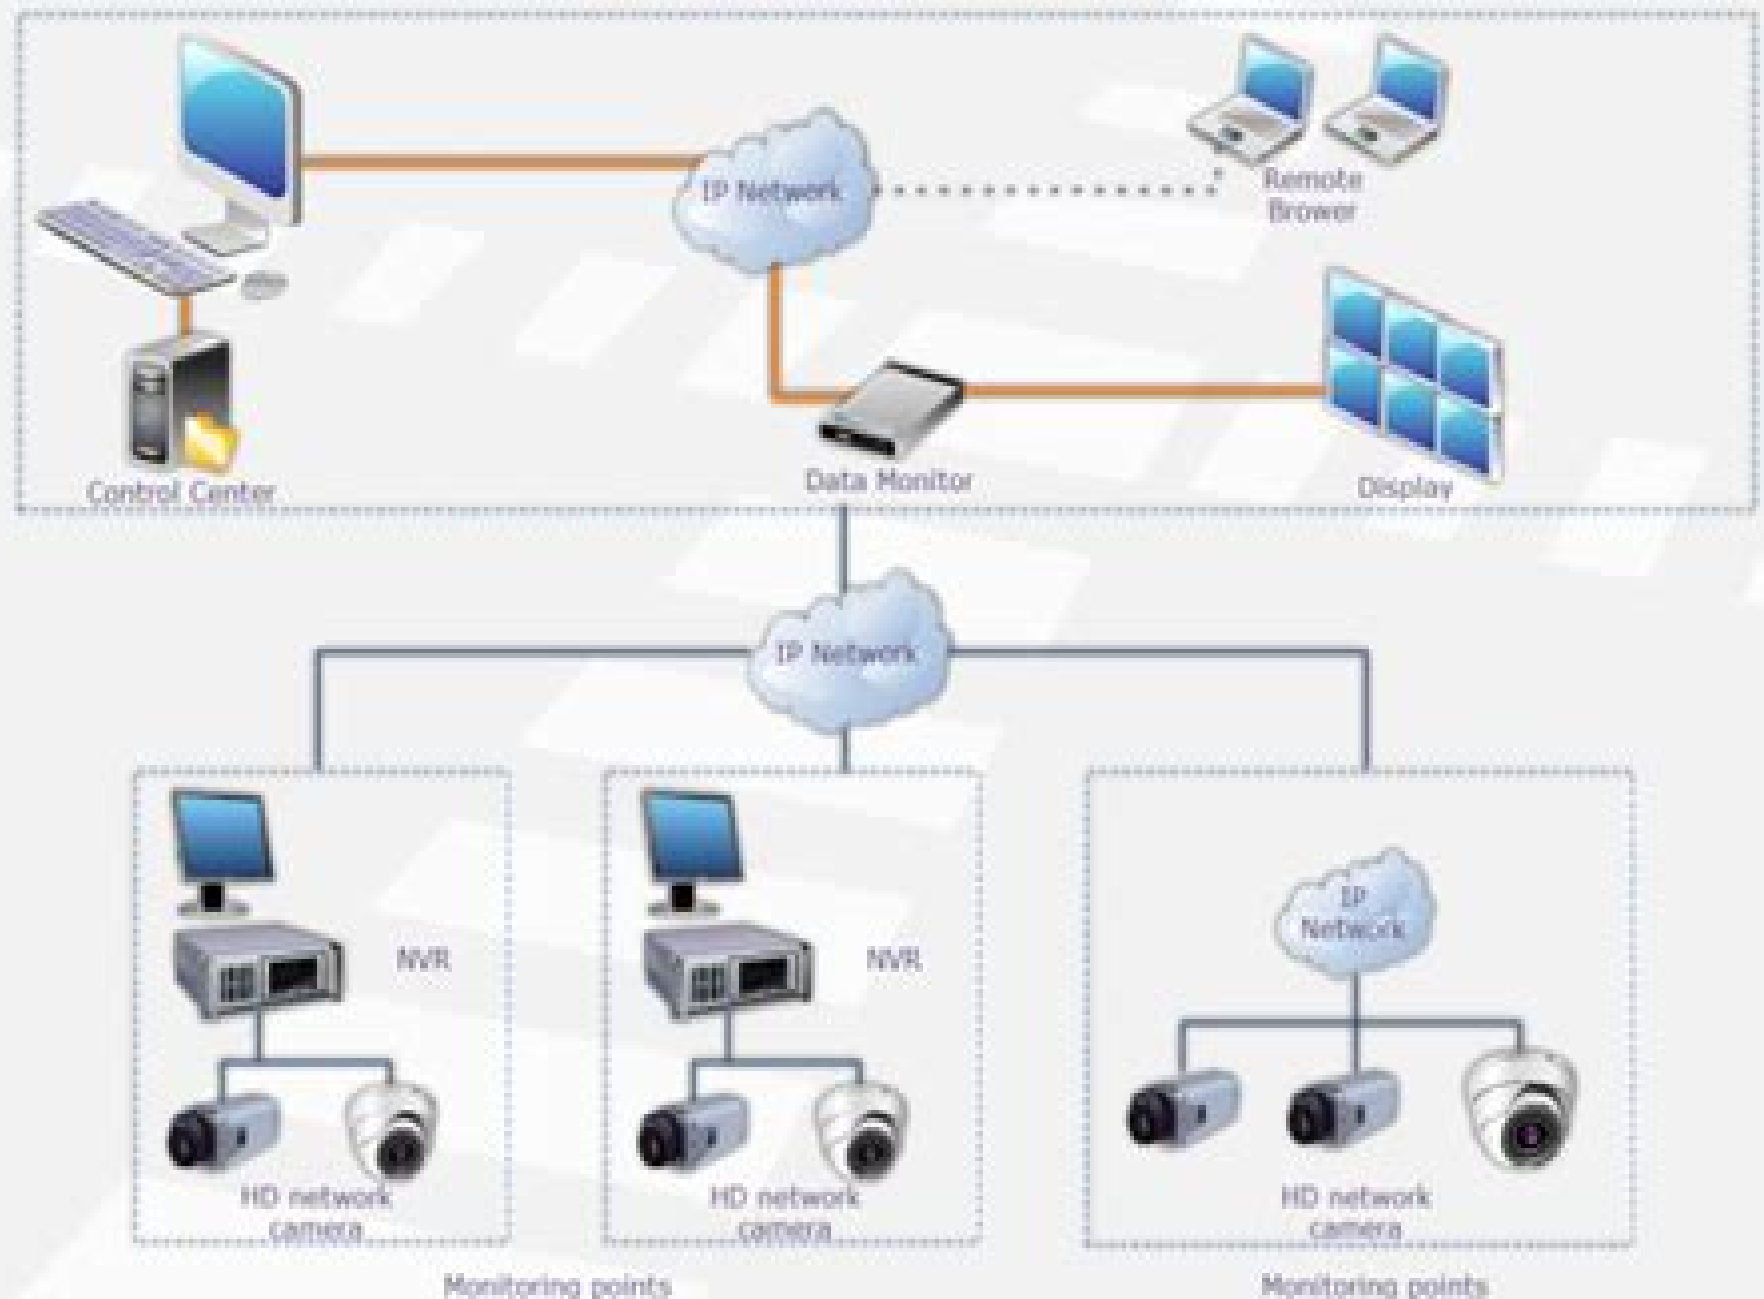 IP Network
Remote
Brower
Control Center
Data Monitor
Display
IP Network
NVR
NVR
IP
Network
HD network
camera
HD network
camera
HD network
camera
Monitoring points
Monitoring points